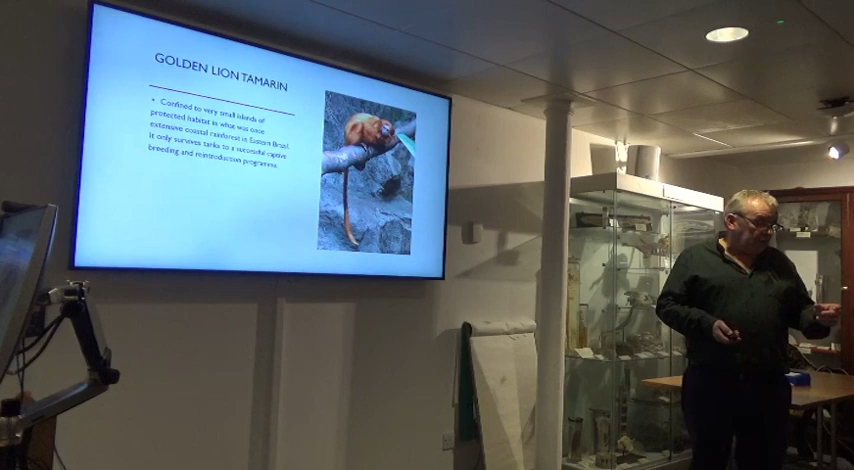 GOLDEN LION TAMARIN
• Confined to very small islands of
protected habitat in what was once
extensive coastal rainforest in Eastern Brazil.
It only survives tanks to a successful captive
breeding and reintroduction programme.